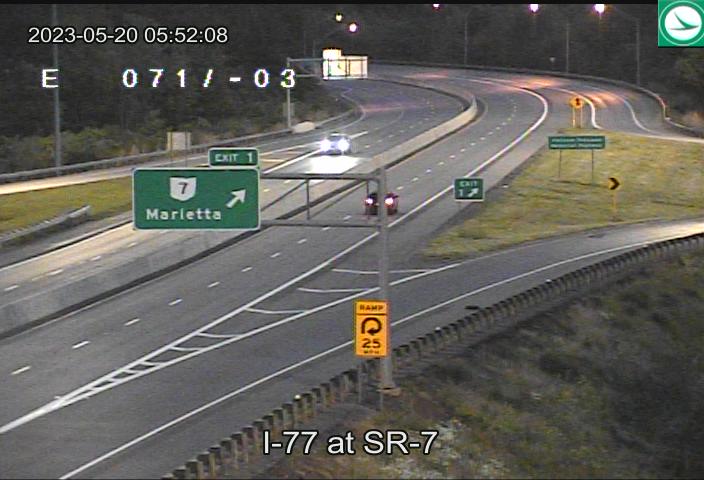 2023-05-20 05:52:08
E 071/-03
EXIT 1
7
Marietta
EXIT
1
RAMP
25
MPH
I-77 at SR-7